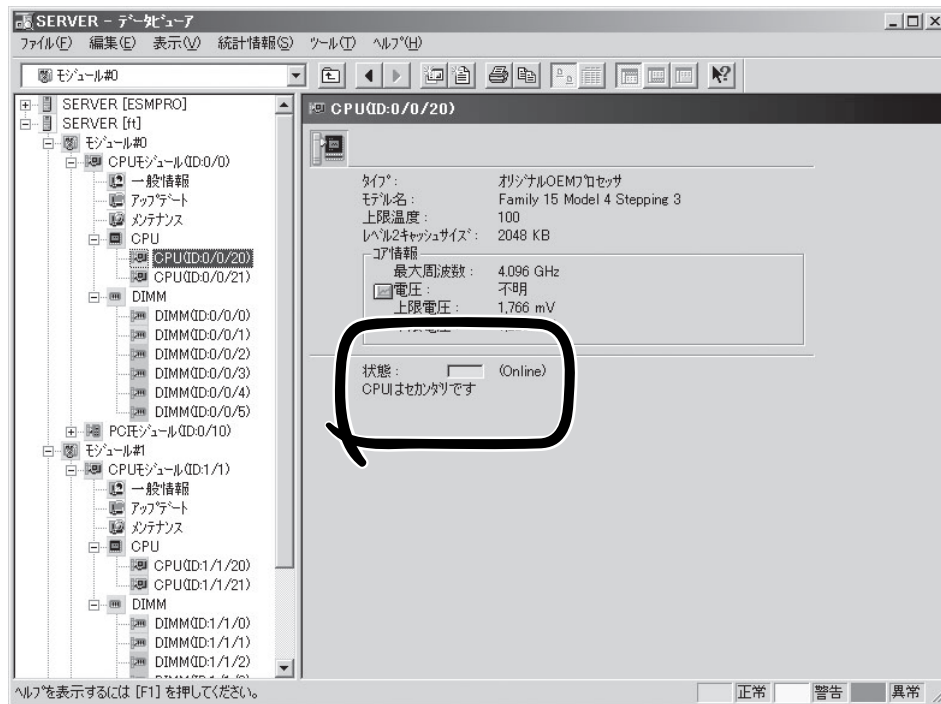 SERVER - データビューア
ファイル(F) 編集(E) 表示(V) 統計情報(S) ツール(T) ヘルプ(H)
モジュール#0
SERVER [ESMPRO]
SERVER [ft]
モジュール#0
CPUモジュール(ID:0/0)
一般情報
アップデート
メンテナンス
CPU
CPU(ID:0/0/20)
CPU(ID:0/0/21)
DIMM
DIMM(ID:0/0/0)
DIMM(ID:0/0/1)
DIMM(ID:0/0/2)
DIMM(ID:0/0/3)
DIMM(ID:0/0/4)
DIMM(ID:0/0/5)
PCIモジュール(ID:0/10)
モジュール#1
CPUモジュール(ID:1/1)
一般情報
アップデート
メンテナンス
CPU
CPU(ID:1/1/20)
CPU(ID:1/1/21)
DIMM
DIMM(ID:1/1/0)
DIMM(ID:1/1/1)
DIMM(ID:1/1/2)
CPU(ID:0/0/20)
タイプ: オリジナルOEMプロセッサ
モデル名: Family 15 Model 4 Stepping 3
上限温度: 100
レベル2キャッシュサイズ: 2048 KB
コア情報
最大周波数: 4.096 GHz
電圧: 不明
上限電圧: 1,766 mV
状態: (Online)
CPUはセカンダリです
ヘルプを表示するには [F1] を押してください。
正常 警告 異常